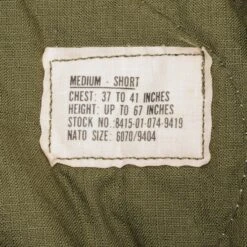 MEDIUM - SHORT
CHEST: 37 TO 41 INCHES
HEIGHT: UP TO 67 INCHES
STOCK NO: 8415-01-074-9419
NATO SIZE: 6070/9404